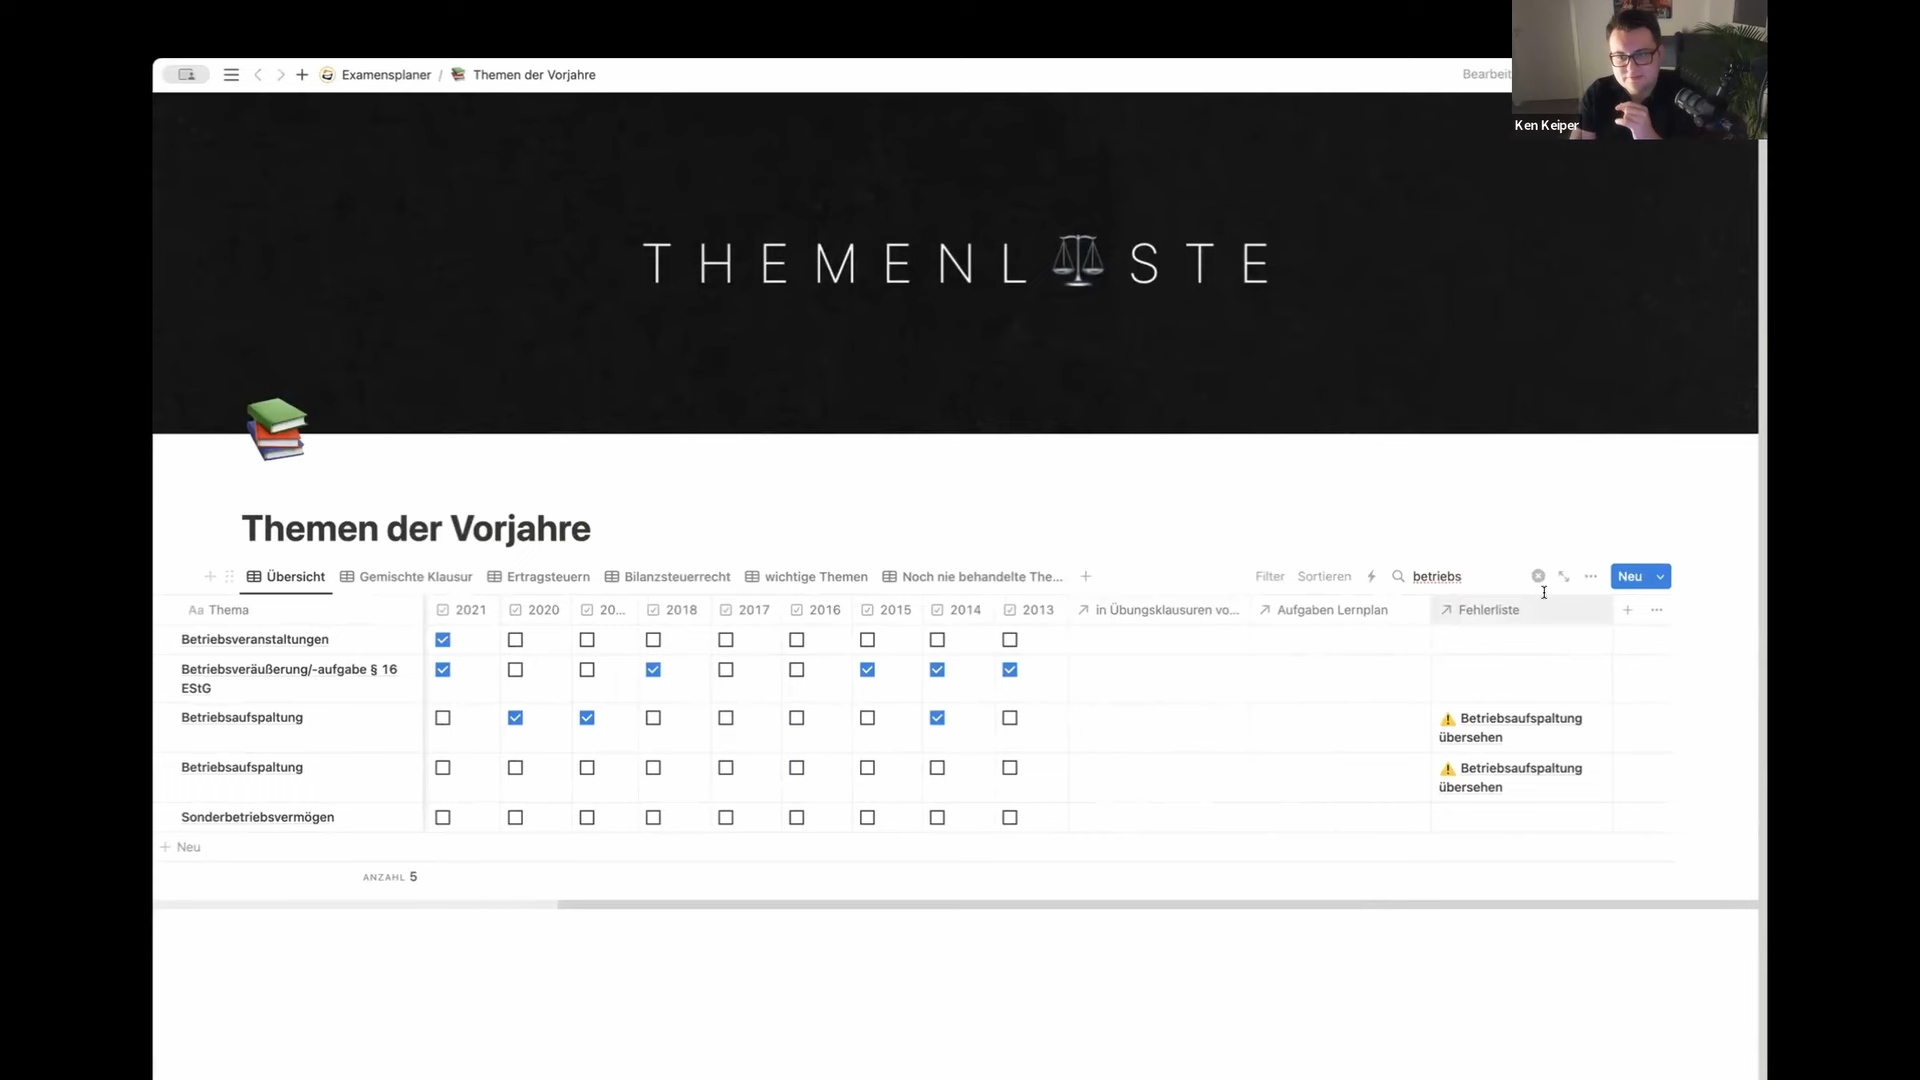 Examensplaner / Themen der Vorjahre
Bearbeit
Ken Keiper
THEMENL STE
Themen der Vorjahre
Übersicht Gemischte Klausur Ertragsteuern Bilanzsteuerrecht wichtige Themen Noch nie behandelte The... Filter Sortieren betriebs Neu
Aa Thema 2021 2020 20... 2018 2017 2016 2015 2014 2013 in Übungsklausuren vo... Aufgaben Lernplan Fehlerliste
Betriebsveranstaltungen
Betriebsveräußerung/-aufgabe § 16
EStG
Betriebsaufspaltung Betriebsaufspaltung
übersehen
Betriebsaufspaltung Betriebsaufspaltung
übersehen
Sonderbetriebsvermögen
+ Neu
ANZAHL 5